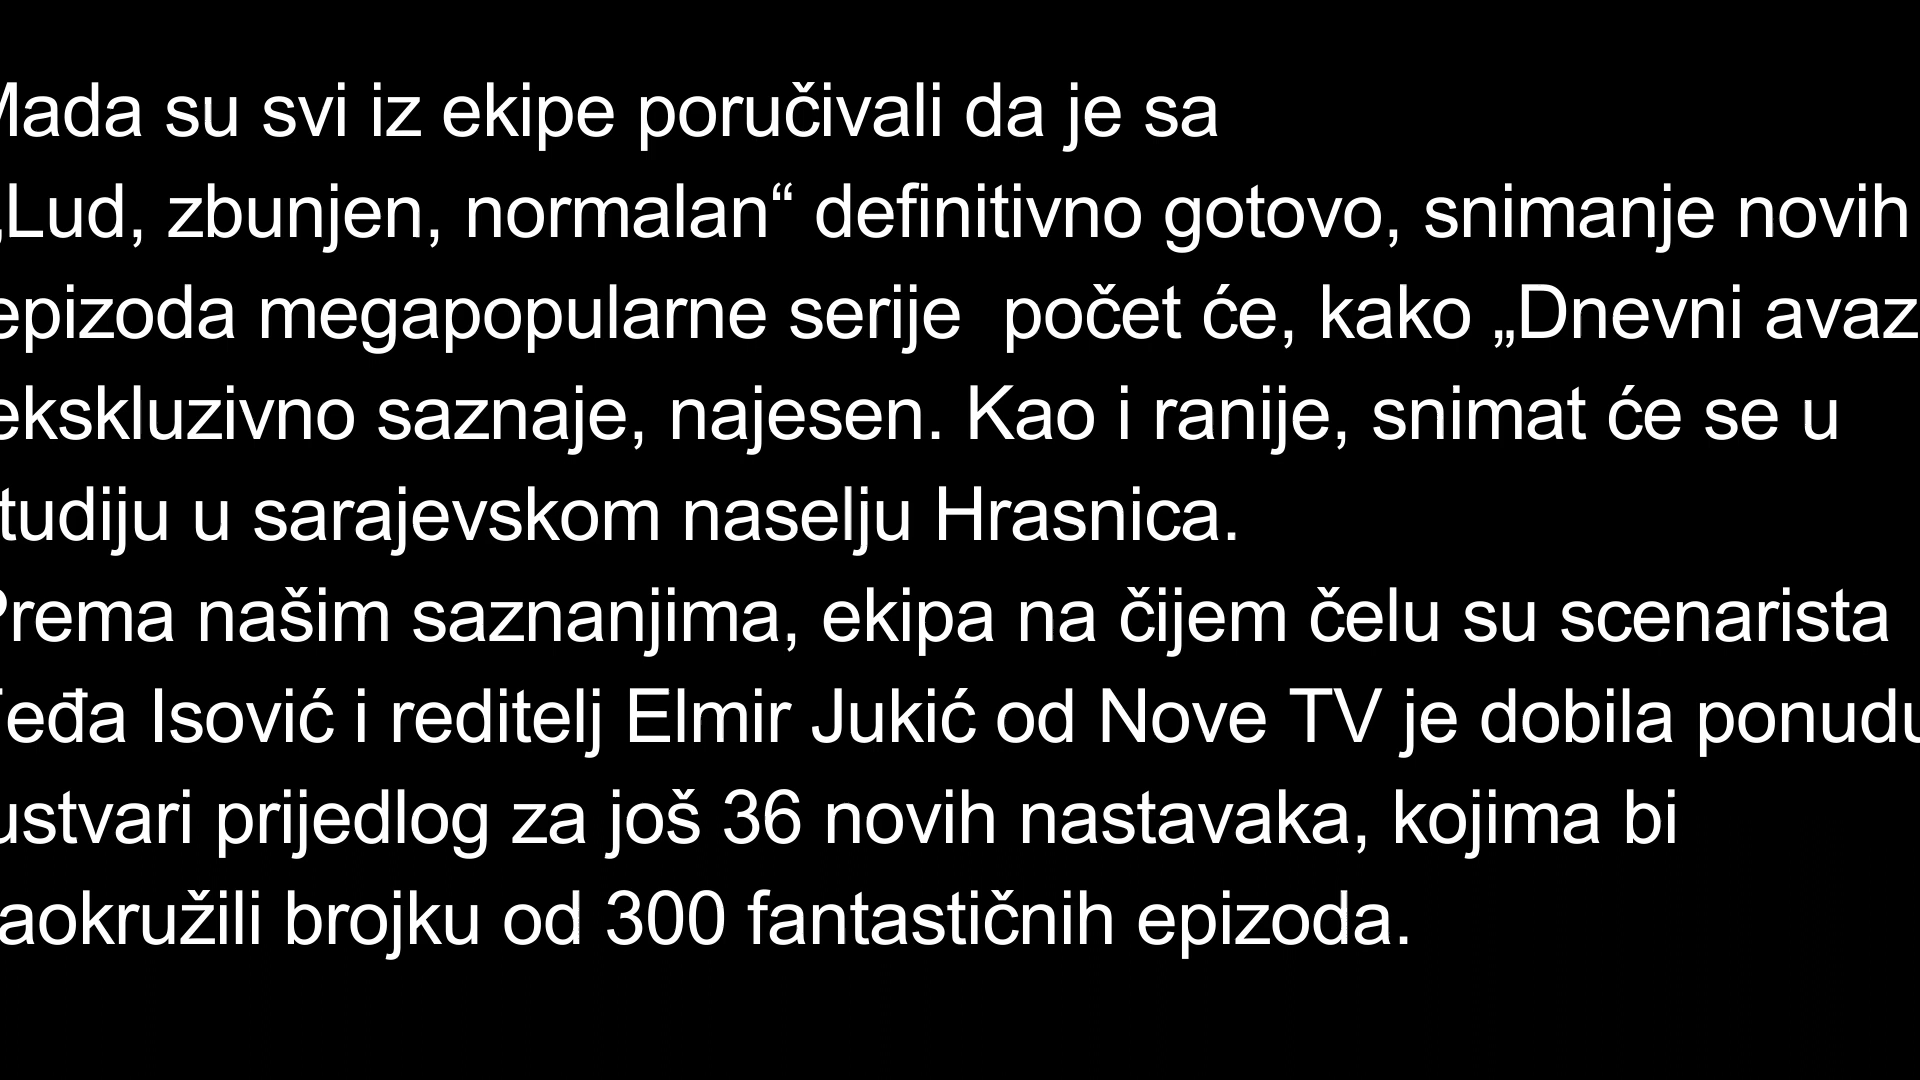 Mada su svi iz ekipe poručivali da je sa
„Lud, zbunjen, normalan“ definitivno gotovo, snimanje novih
epizoda megapopularne serije  počet će, kako „Dnevni avaz
ekskluzivno saznaje, najesen. Kao i ranije, snimat će se u
tudiju u sarajevskom naselju Hrasnica.
Prema našim saznanjima, ekipa na čijem čelu su scenarista
Feđa Isović i reditelj Elmir Jukić od Nove TV je dobila ponudu
ustvari prijedlog za još 36 novih nastavaka, kojima bi
aokružili brojku od 300 fantastičnih epizoda.